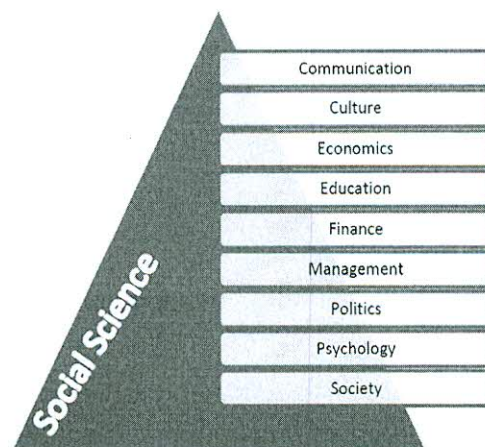 Communication
Culture
Economics
Education
Finance
Management
Politics
Psychology
Society
Social Science